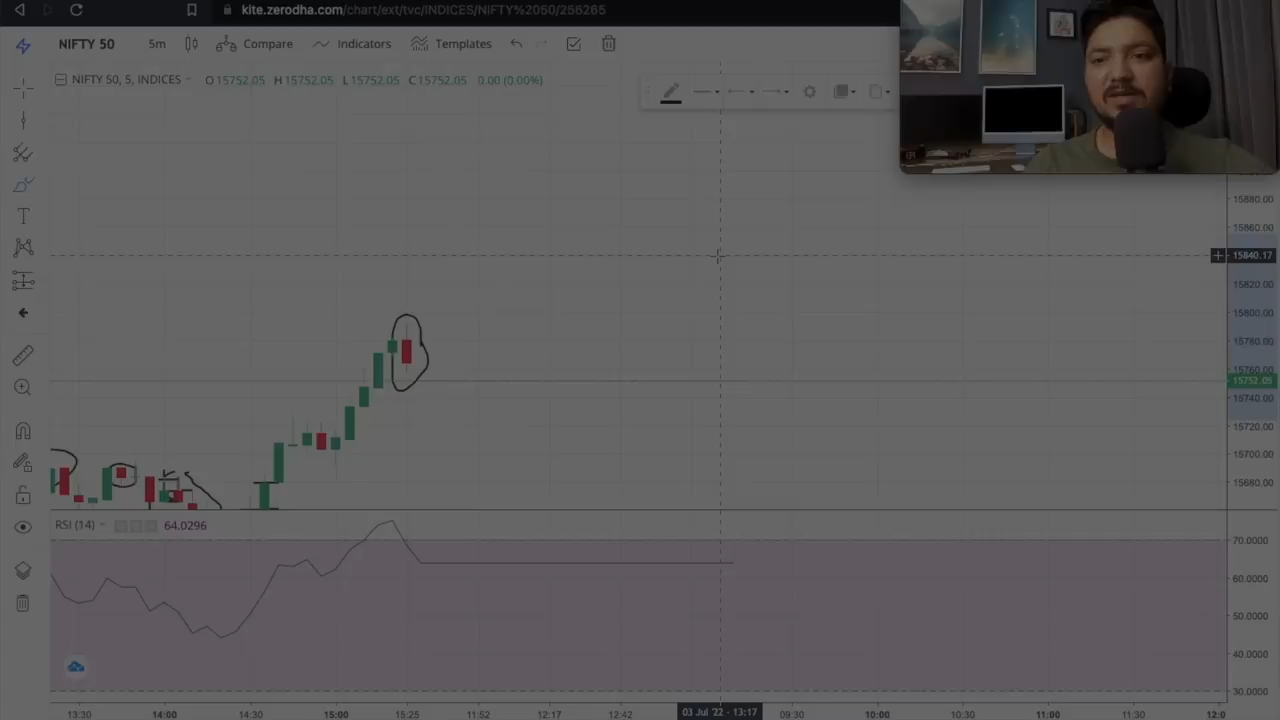 kite.zerodha.com/chart/ext/tvc/INDICES/NIFTY%2050/256265
NIFTY 50 5m Compare Indicators Templates
NIFTY 50, 5, INDICES O15752.05 H15752.05 L15752.05 C15752.05 0.00 (0.00%)
T
15880.00
15860.00
15840.17
15820.00
15800.00
15780.00
15760.00
15752.05
15740.00
15720.00
15700.00
15680.00
RSI (14) 64.0296
70.0000
60.0000
50.0000
40.0000
30.0000
13:30 14:00 14:30 15:00 15:25 11:52 12:17 12:42 03 Jul '22 - 13:17 09:30 10:00 10:30 11:00 11:30 12:0